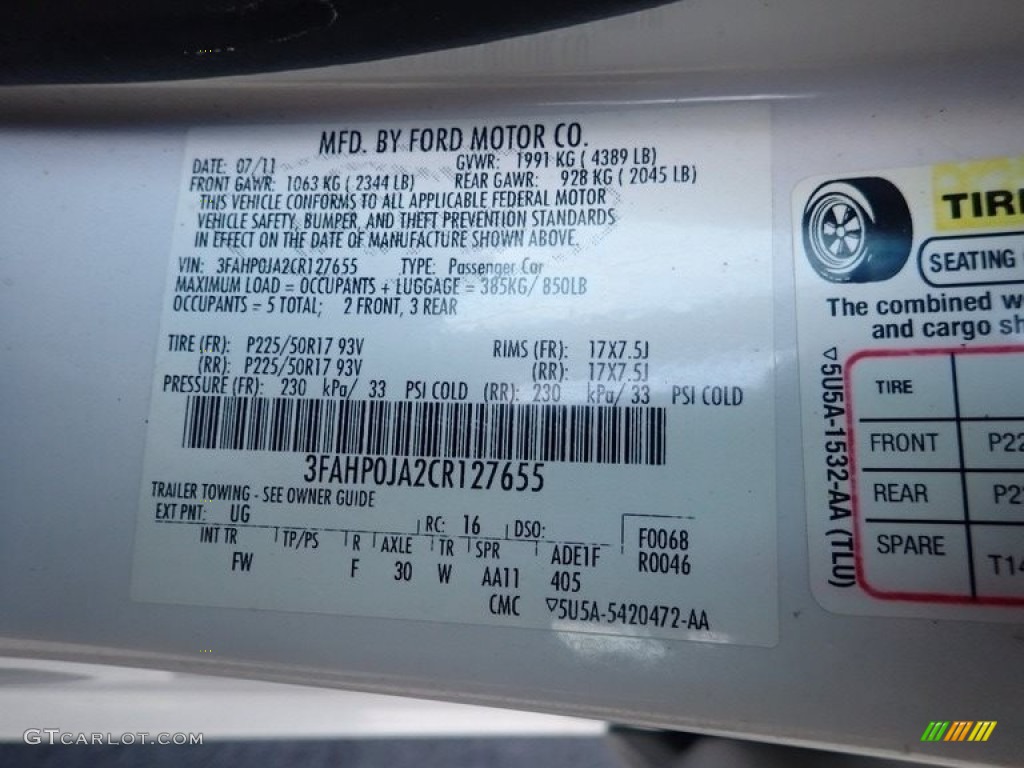 MFD. BY FORD MOTOR CO.
DATE: 07/11 GVWR: 1991 KG ( 4389 LB)
FRONT GAWR: 1063 KG ( 2344 LB) REAR GAWR: 928 KG ( 2045 LB)
THIS VEHICLE CONFORMS TO ALL APPLICABLE FEDERAL MOTOR
VEHICLE SAFETY, BUMPER, AND THEFT PREVENTION STANDARDS
IN EFFECT ON THE DATE OF MANUFACTURE SHOWN ABOVE.
VIN: 3FAHP0JA2CR127655 TYPE: Passenger Car
MAXIMUM LOAD = OCCUPANTS + LUGGAGE = 385KG/ 850LB
OCCUPANTS = 5 TOTAL; 2 FRONT, 3 REAR
TIRE (FR): P225/50R17 93V RIMS (FR): 17X7.5J
(RR): P225/50R17 93V (RR): 17X7.5J
PRESSURE (FR): 230 kPa/ 33 PSI COLD (RR): 230 kPa/ 33 PSI COLD
3FAHP0JA2CR127655
TRAILER TOWING - SEE OWNER GUIDE
EXT PNT: UG RC: 16 DSO: F0068
INT TR TP/PS R AXLE TR SPR ADE1F R0046
FW F 30 W AA11 405
CMC ▽5U5A-5420472-AA
TIRE
SEATING
The combined w
and cargo sh
TIRE
FRONT P22
REAR P22
SPARE T14
▽5U5A-1532-AA (TLU)
GTCARLOT.COM